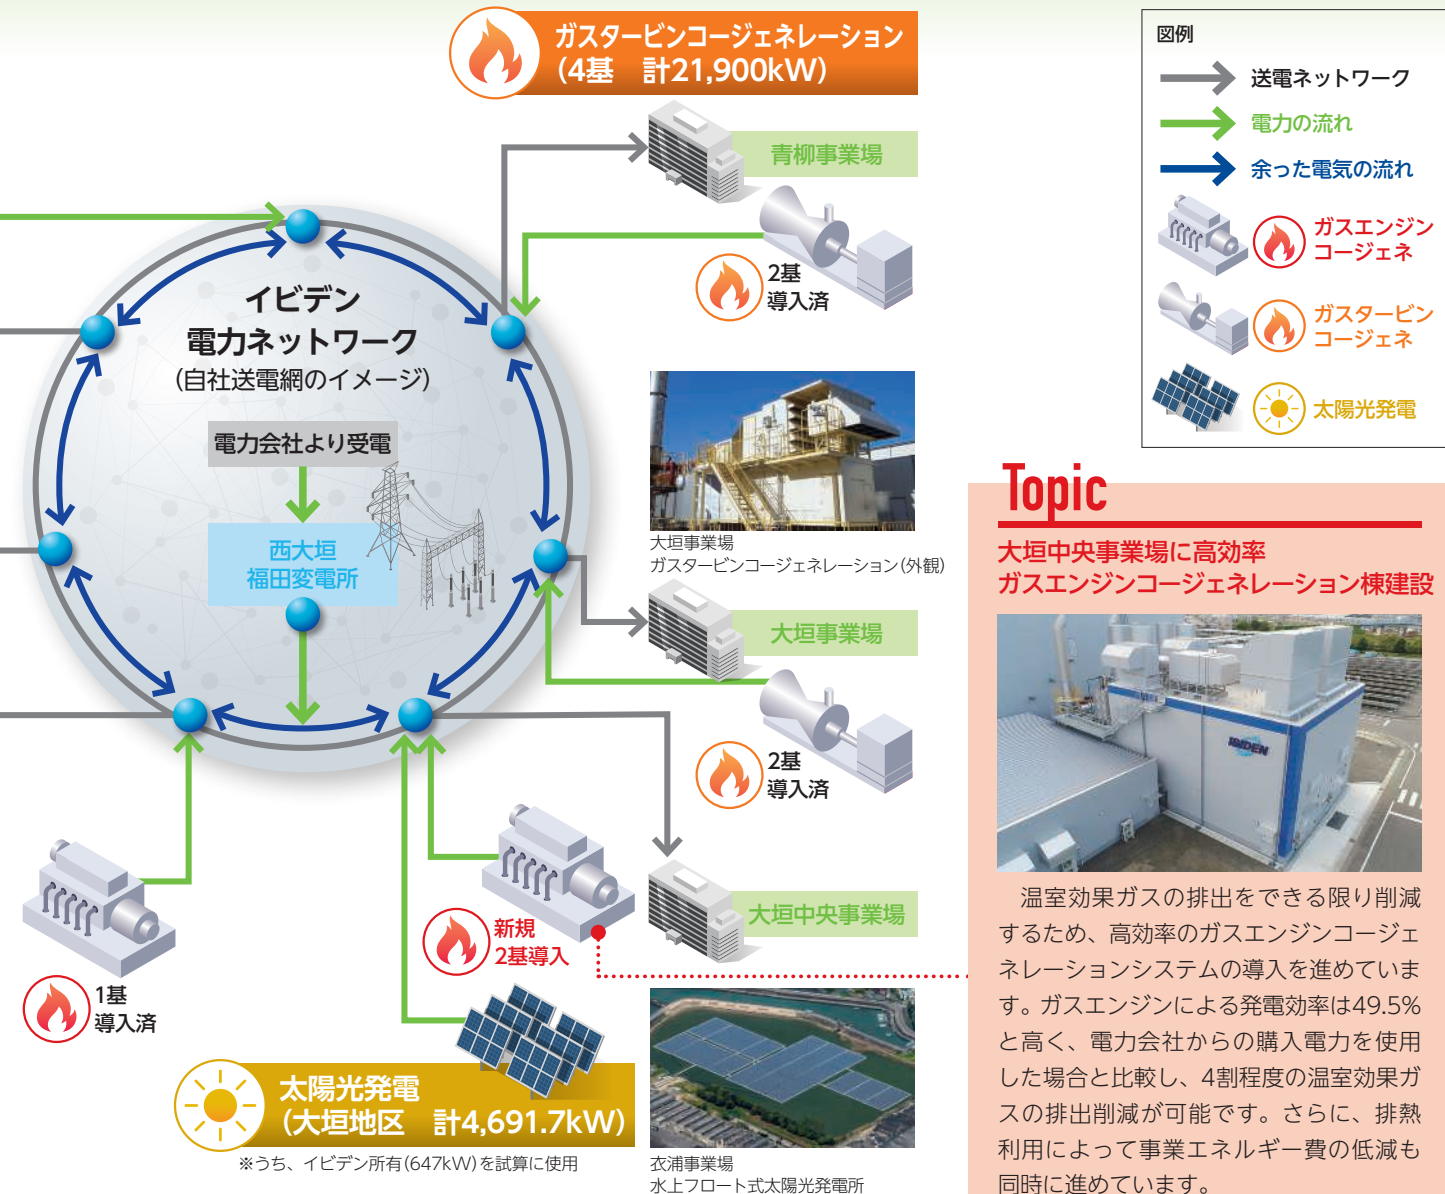 ガスタービンコージェネレーション
(4基　計21,900kW)
図例
送電ネットワーク
電力の流れ
余った電気の流れ
ガスエンジン
コージェネ
ガスタービン
コージェネ
太陽光発電
青柳事業場
2基
導入済
イビデン
電力ネットワーク
(自社送電網のイメージ)
電力会社より受電
西大垣
福田変電所
大垣事業場
ガスタービンコージェネレーション(外観)
大垣事業場
2基
導入済
大垣中央事業場
新規
2基導入
1基
導入済
太陽光発電
(大垣地区　計4,691.7kW)
※うち、イビデン所有(647kW)を試算に使用
衣浦事業場
水上フロート式太陽光発電所
Topic
大垣中央事業場に高効率
ガスエンジンコージェネレーション棟建設
IBIDEN
　温室効果ガスの排出をできる限り削減
するため、高効率のガスエンジンコージェ
ネレーションシステムの導入を進めていま
す。ガスエンジンによる発電効率は49.5%
と高く、電力会社からの購入電力を使用
した場合と比較し、4割程度の温室効果ガ
スの排出削減が可能です。さらに、排熱
利用によって事業エネルギー費の低減も
同時に進めています。